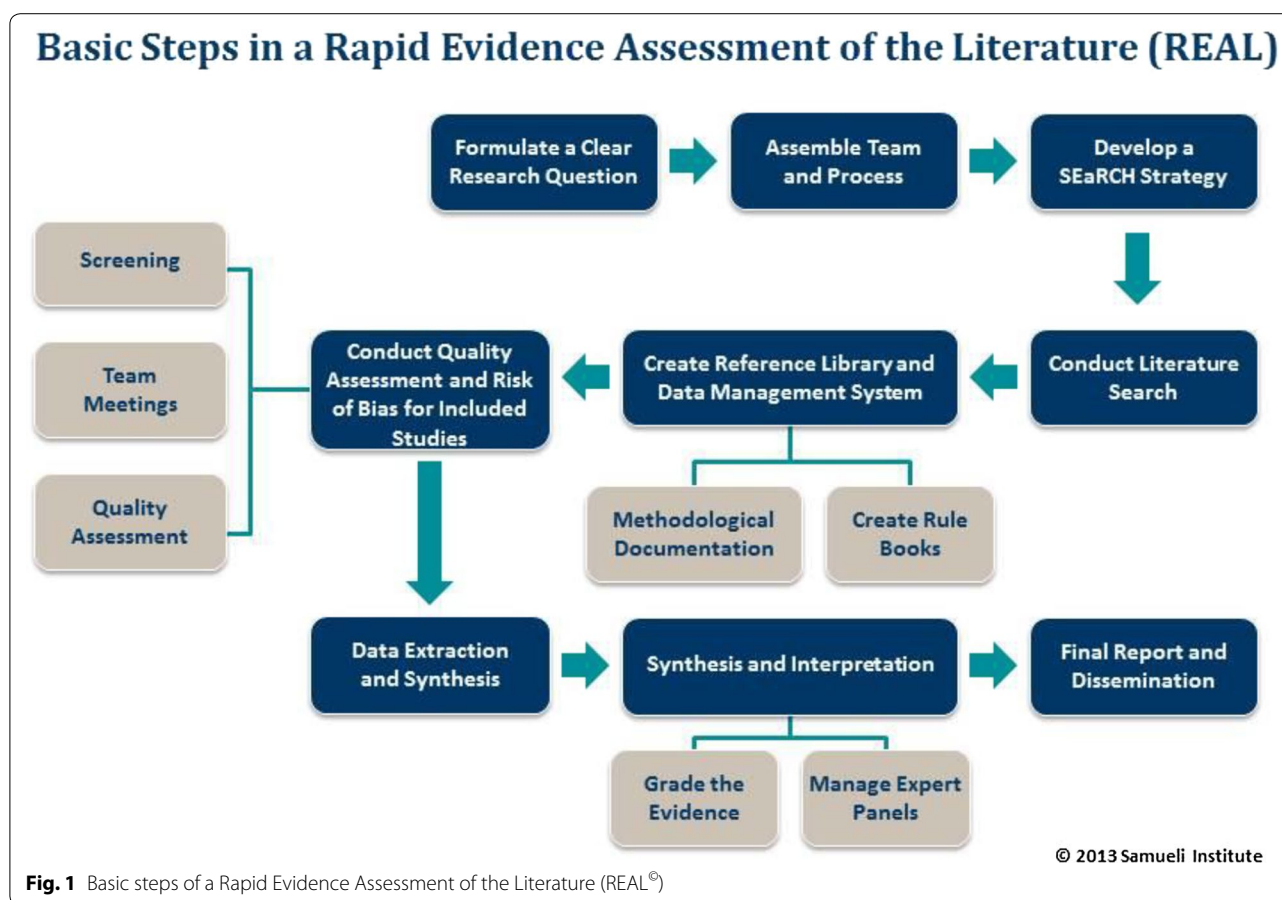 Basic Steps in a Rapid Evidence Assessment of the Literature (REAL)
Formulate a Clear
Research Question
Assemble Team
and Process
Develop a
SEaRCH Strategy
Conduct Literature
Search
Create Reference Library and
Data Management System
Methodological
Documentation
Create Rule
Books
Conduct Quality
Assessment and Risk
of Bias for Included
Studies
Screening
Team
Meetings
Quality
Assessment
Data Extraction
and Synthesis
Synthesis and Interpretation
Grade the
Evidence
Manage Expert
Panels
Final Report and
Dissemination
© 2013 Samueli Institute
Fig. 1 Basic steps of a Rapid Evidence Assessment of the Literature (REAL©)